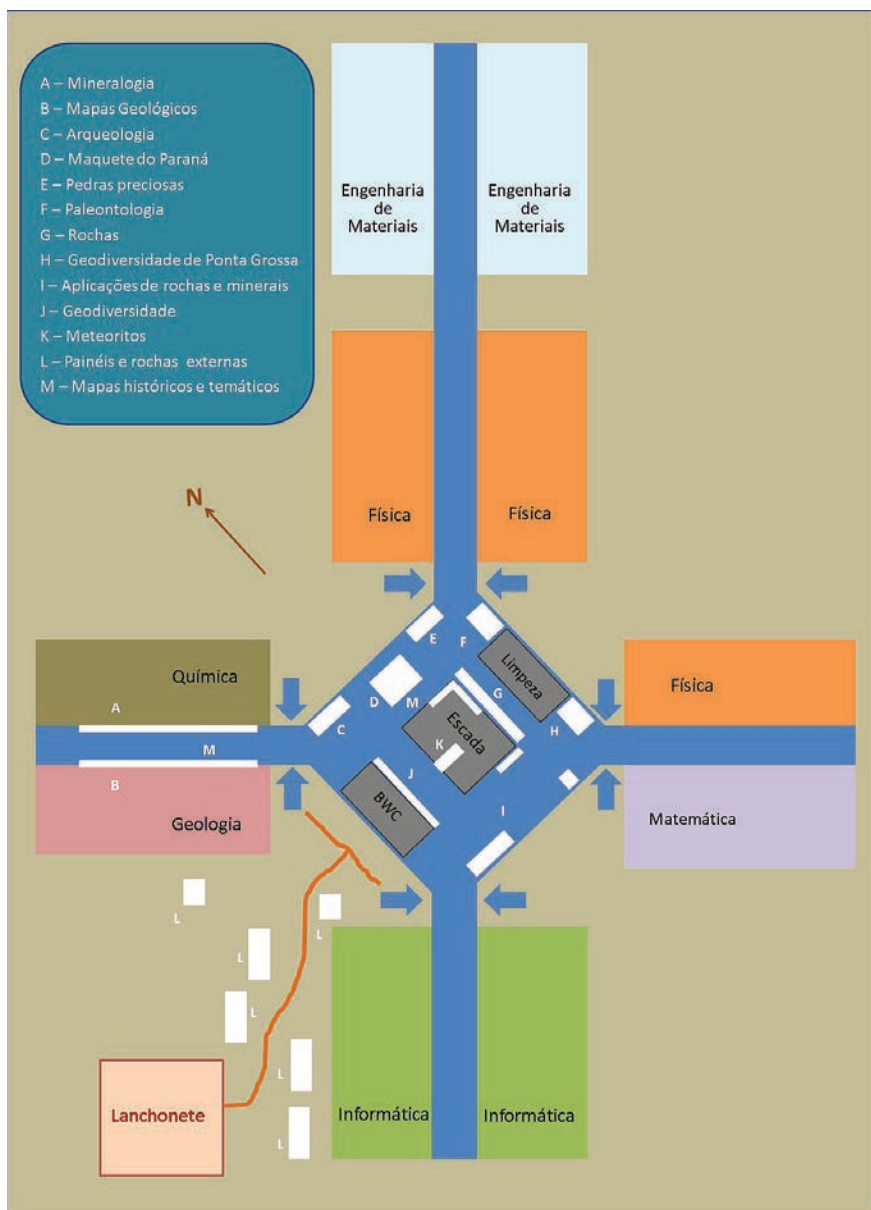 A – Mineralogia
B – Mapas Geológicos
C – Arqueologia
D – Maquete do Paraná
E – Pedras preciosas
F – Paleontologia
G – Rochas
H – Geodiversidade de Ponta Grossa
I – Aplicações de rochas e minerais
J – Geodiversidade
K – Meteoritos
L – Painéis e rochas externas
M – Mapas históricos e temáticos
Engenharia
de
Materiais
Engenharia
de
Materiais
N
Física
Física
E
F
Limpeza
Química
Física
A
D
M
G
C
Escada
H
M
K
B
J
BWC
I
Geologia
Matemática
L
L
L
L
L
L
Lanchonete
Informática
Informática